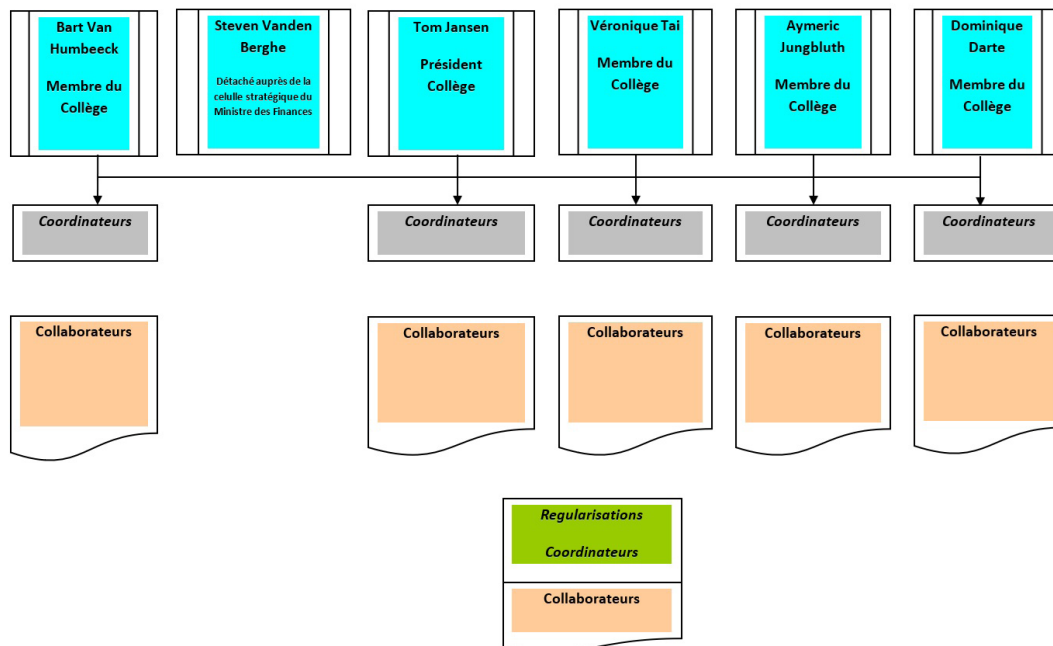 Bart Van
Humbeeck
Membre du
Collège
Steven Vanden
Berghe
Détaché auprès de la
celulle stratégique du
Ministre des Finances
Tom Jansen
Président
Collège
Véronique Tai
Membre du
Collège
Aymeric
Jungbluth
Membre du
Collège
Dominique
Darte
Membre du
Collège
Coordinateurs
Coordinateurs
Coordinateurs
Coordinateurs
Coordinateurs
Collaborateurs
Collaborateurs
Collaborateurs
Collaborateurs
Collaborateurs
Regularisations
Coordinateurs
Collaborateurs